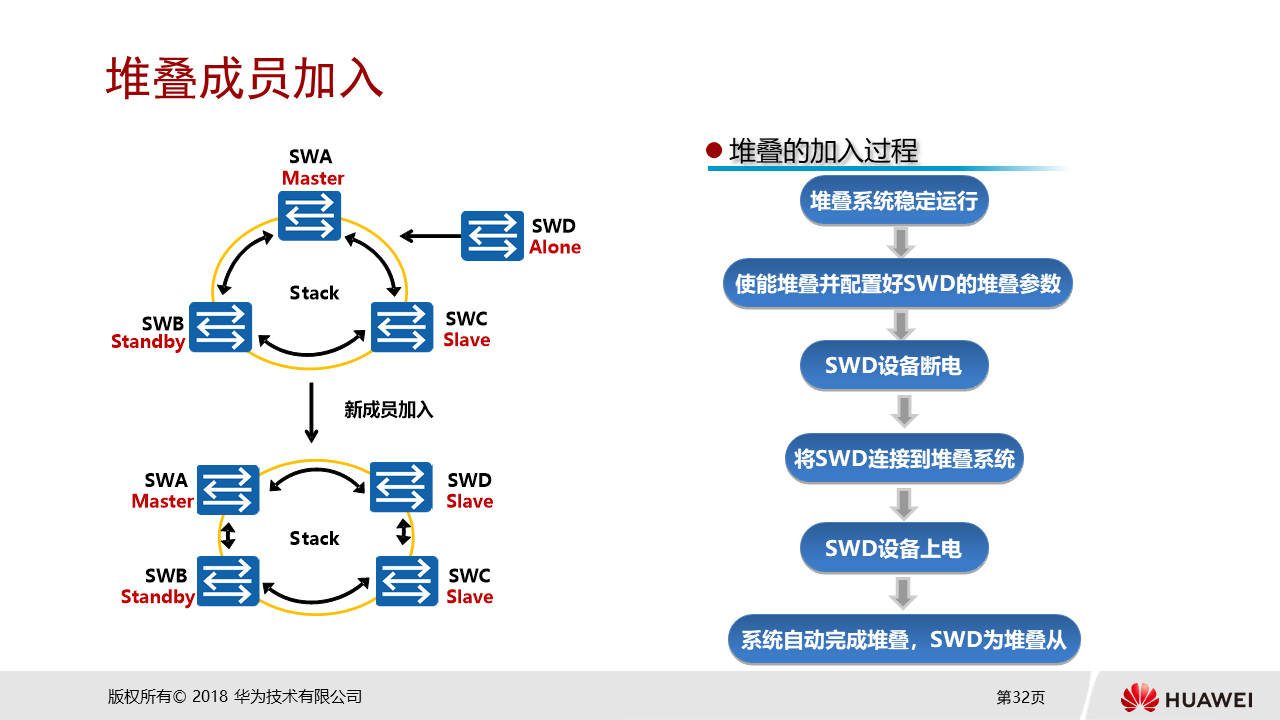 堆叠成员加入
SWA
Master
SWD
Alone
Stack
SWB
Standby
SWC
Slave
新成员加入
SWA
Master
SWD
Slave
Stack
SWB
Standby
SWC
Slave
堆叠的加入过程
堆叠系统稳定运行
使能堆叠并配置好SWD的堆叠参数
SWD设备断电
将SWD连接到堆叠系统
SWD设备上电
系统自动完成堆叠，SWD为堆叠从
版权所有© 2018 华为技术有限公司
第32页
HUAWEI